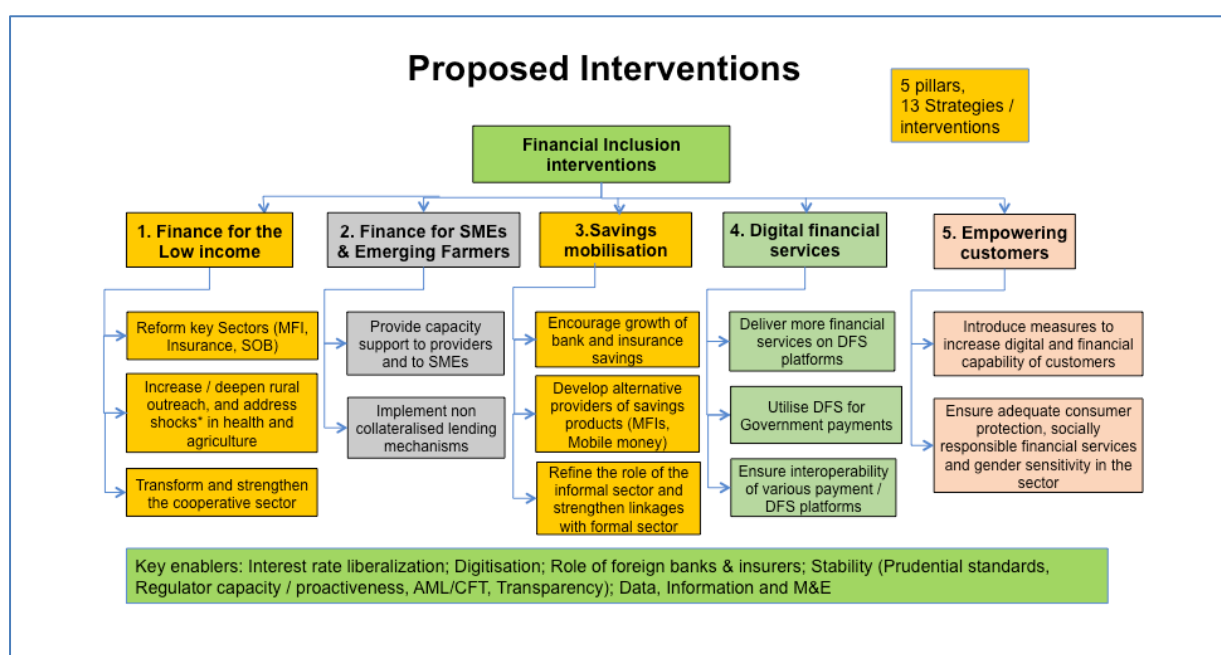 Proposed Interventions
5 pillars,
13 Strategies /
interventions
Financial Inclusion
interventions
1. Finance for the
Low income
2. Finance for SMEs
& Emerging Farmers
3.Savings
mobilisation
4. Digital financial
services
5. Empowering
customers
Reform key Sectors (MFI,
Insurance, SOB)
Increase / deepen rural
outreach, and address
shocks* in health and
agriculture
Transform and strengthen
the cooperative sector
Provide capacity
support to providers
and to SMEs
Implement non
collateralised lending
mechanisms
Encourage growth of
bank and insurance
savings
Develop alternative
providers of savings
products (MFIs,
Mobile money)
Refine the role of the
informal sector and
strengthen linkages
with formal sector
Deliver more financial
services on DFS
platforms
Utilise DFS for
Government payments
Ensure interoperability
of various payment /
DFS platforms
Introduce measures to
increase digital and financial
capability of customers
Ensure adequate consumer
protection, socially
responsible financial services
and gender sensitivity in the
sector
Key enablers: Interest rate liberalization; Digitisation; Role of foreign banks & insurers; Stability (Prudential standards,
Regulator capacity / proactiveness, AML/CFT, Transparency); Data, Information and M&E